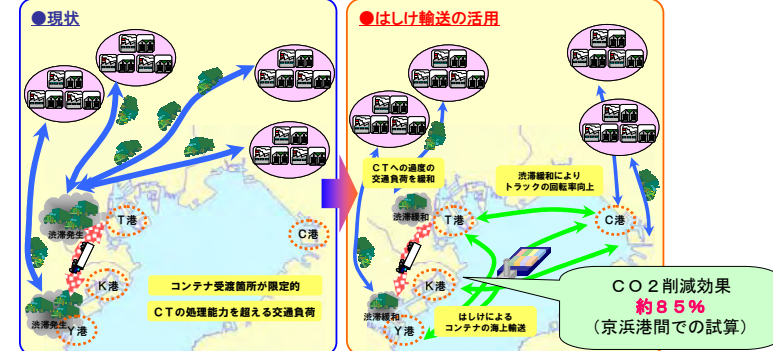 ●現状
渋滞発生
T港
C港
K港
コンテナ受渡箇所が限定的
CTの処理能力を超える交通負荷
渋滞発生
Y港
●はしけ輸送の活用
CTへの過度の
交通負荷を緩和
渋滞緩和により
トラックの回転率向上
渋滞緩和
T港
C港
K港
渋滞緩和
Y港
はしけによる
コンテナの海上輸送
CO2削減効果
約85%
(京浜港間での試算)